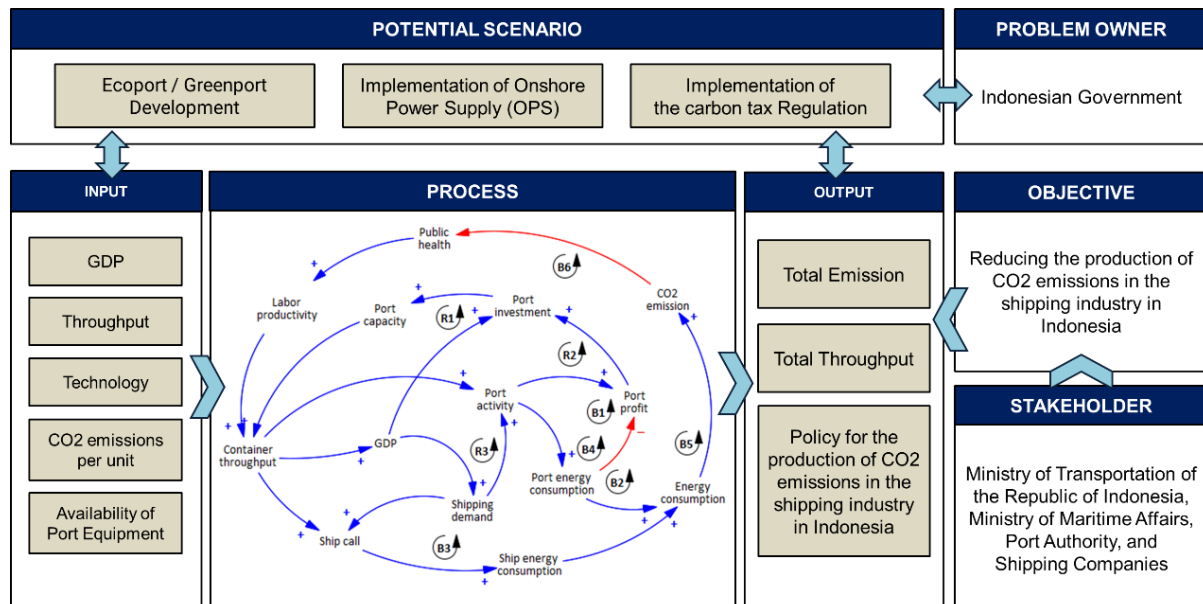 POTENTIAL SCENARIO
Ecoport / Greenport
Development
Implementation of Onshore
Power Supply (OPS)
Implementation of
the carbon tax Regulation
PROBLEM OWNER
Indonesian Government
INPUT
GDP
Throughput
Technology
CO2 emissions
per unit
Availability of
Port Equipment
PROCESS
Public
health
+
B6
+
Labor
productivity
Port
capacity
+
R1
Port
investment
+
+
CO2
emission
+
R2
+
Port
activity
+
+
Port
profit
B1
−
+
+
Container
throughput
GDP
+
R3
+
B4
+
Port energy
consumption
B2
B5
Energy
consumption
+
Shipping
demand
+
+
+
Ship call
+
B3
Ship energy
consumption
+
OUTPUT
Total Emission
Total Throughput
Policy for the
production of CO2
emissions in the
shipping industry
in Indonesia
OBJECTIVE
Reducing the production of
CO2 emissions in the
shipping industry in
Indonesia
STAKEHOLDER
Ministry of Transportation of
the Republic of Indonesia,
Ministry of Maritime Affairs,
Port Authority, and
Shipping Companies